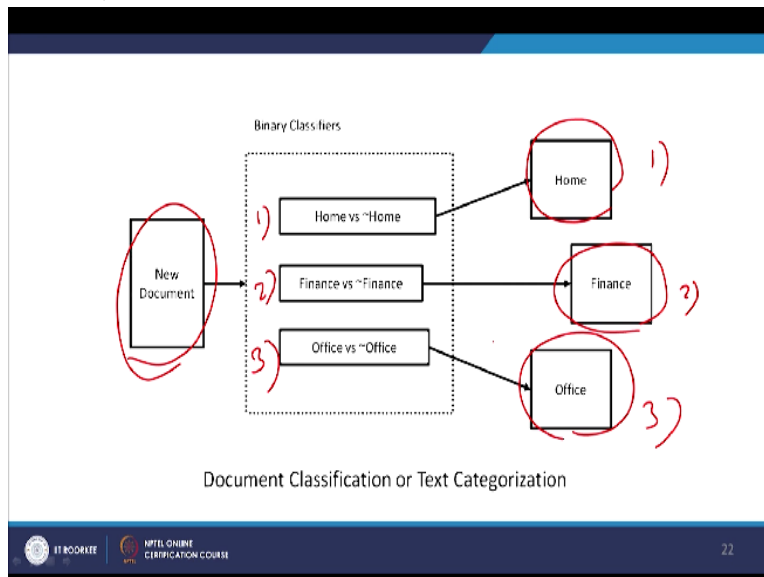 Binary Classifiers
1)
Home vs ~Home
Home
1)
New
Document
2)
Finance vs ~Finance
Finance
2)
3)
Office vs ~Office
Office
3)
Document Classification or Text Categorization
IT ROORKEE
NPTEL ONLINE
CERTIFICATION COURSE
22